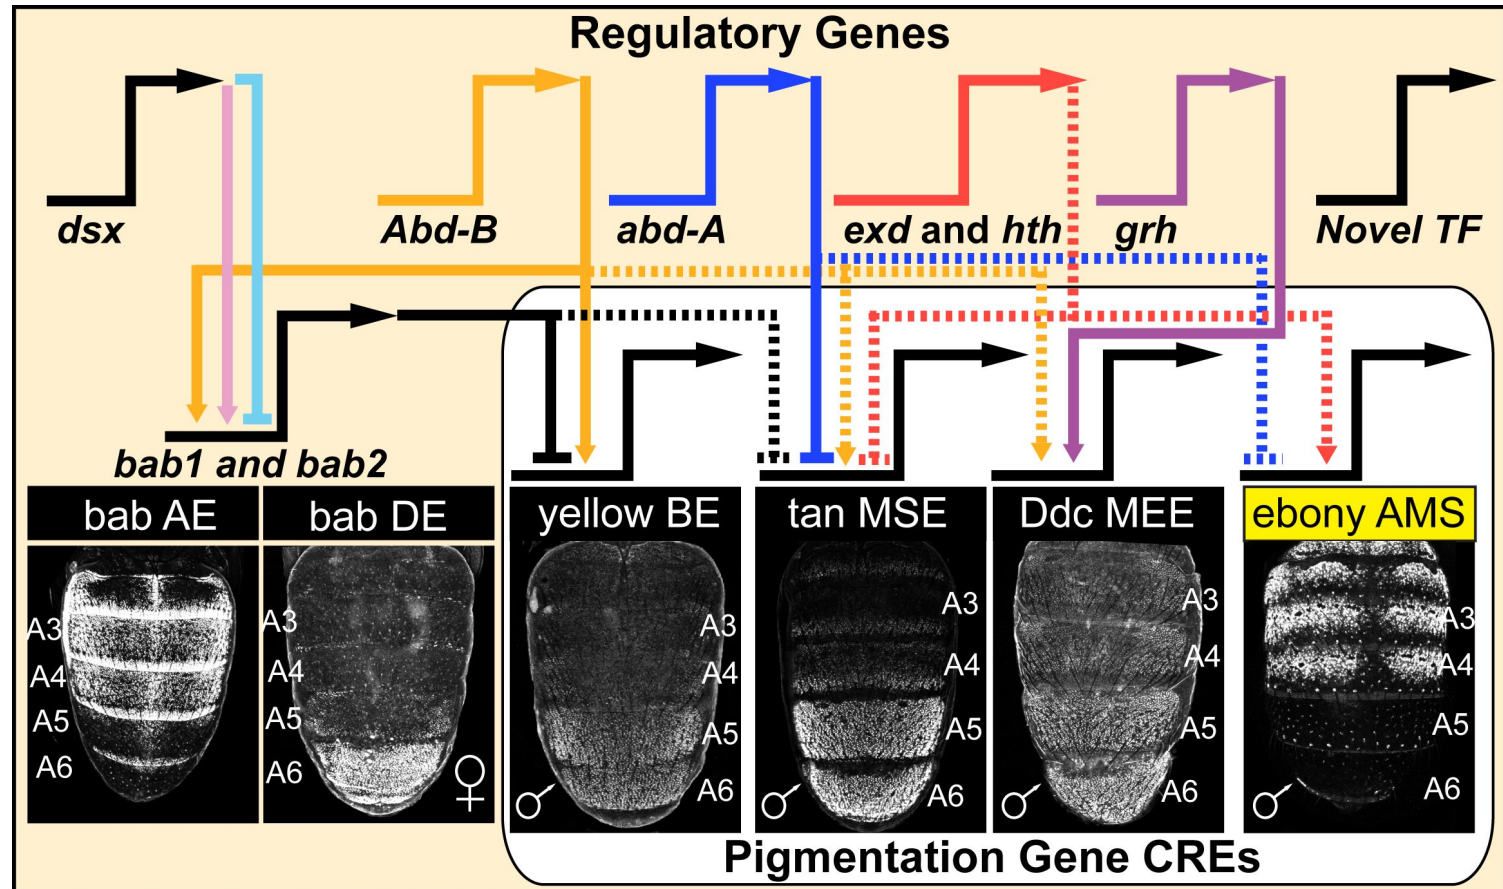 Regulatory Genes
dsx
Abd-B
abd-A
exd and hth
grh
Novel TF
bab1 and bab2
bab AE
bab DE
yellow BE
tan MSE
Ddc MEE
ebony AMS
A3
A4
A5
A6
A3
A4
A5
A6
♀
A3
A4
A5
A6
♂
A3
A4
A5
A6
♂
A3
A4
A5
A6
♂
A3
A4
A5
A6
♂
Pigmentation Gene CREs